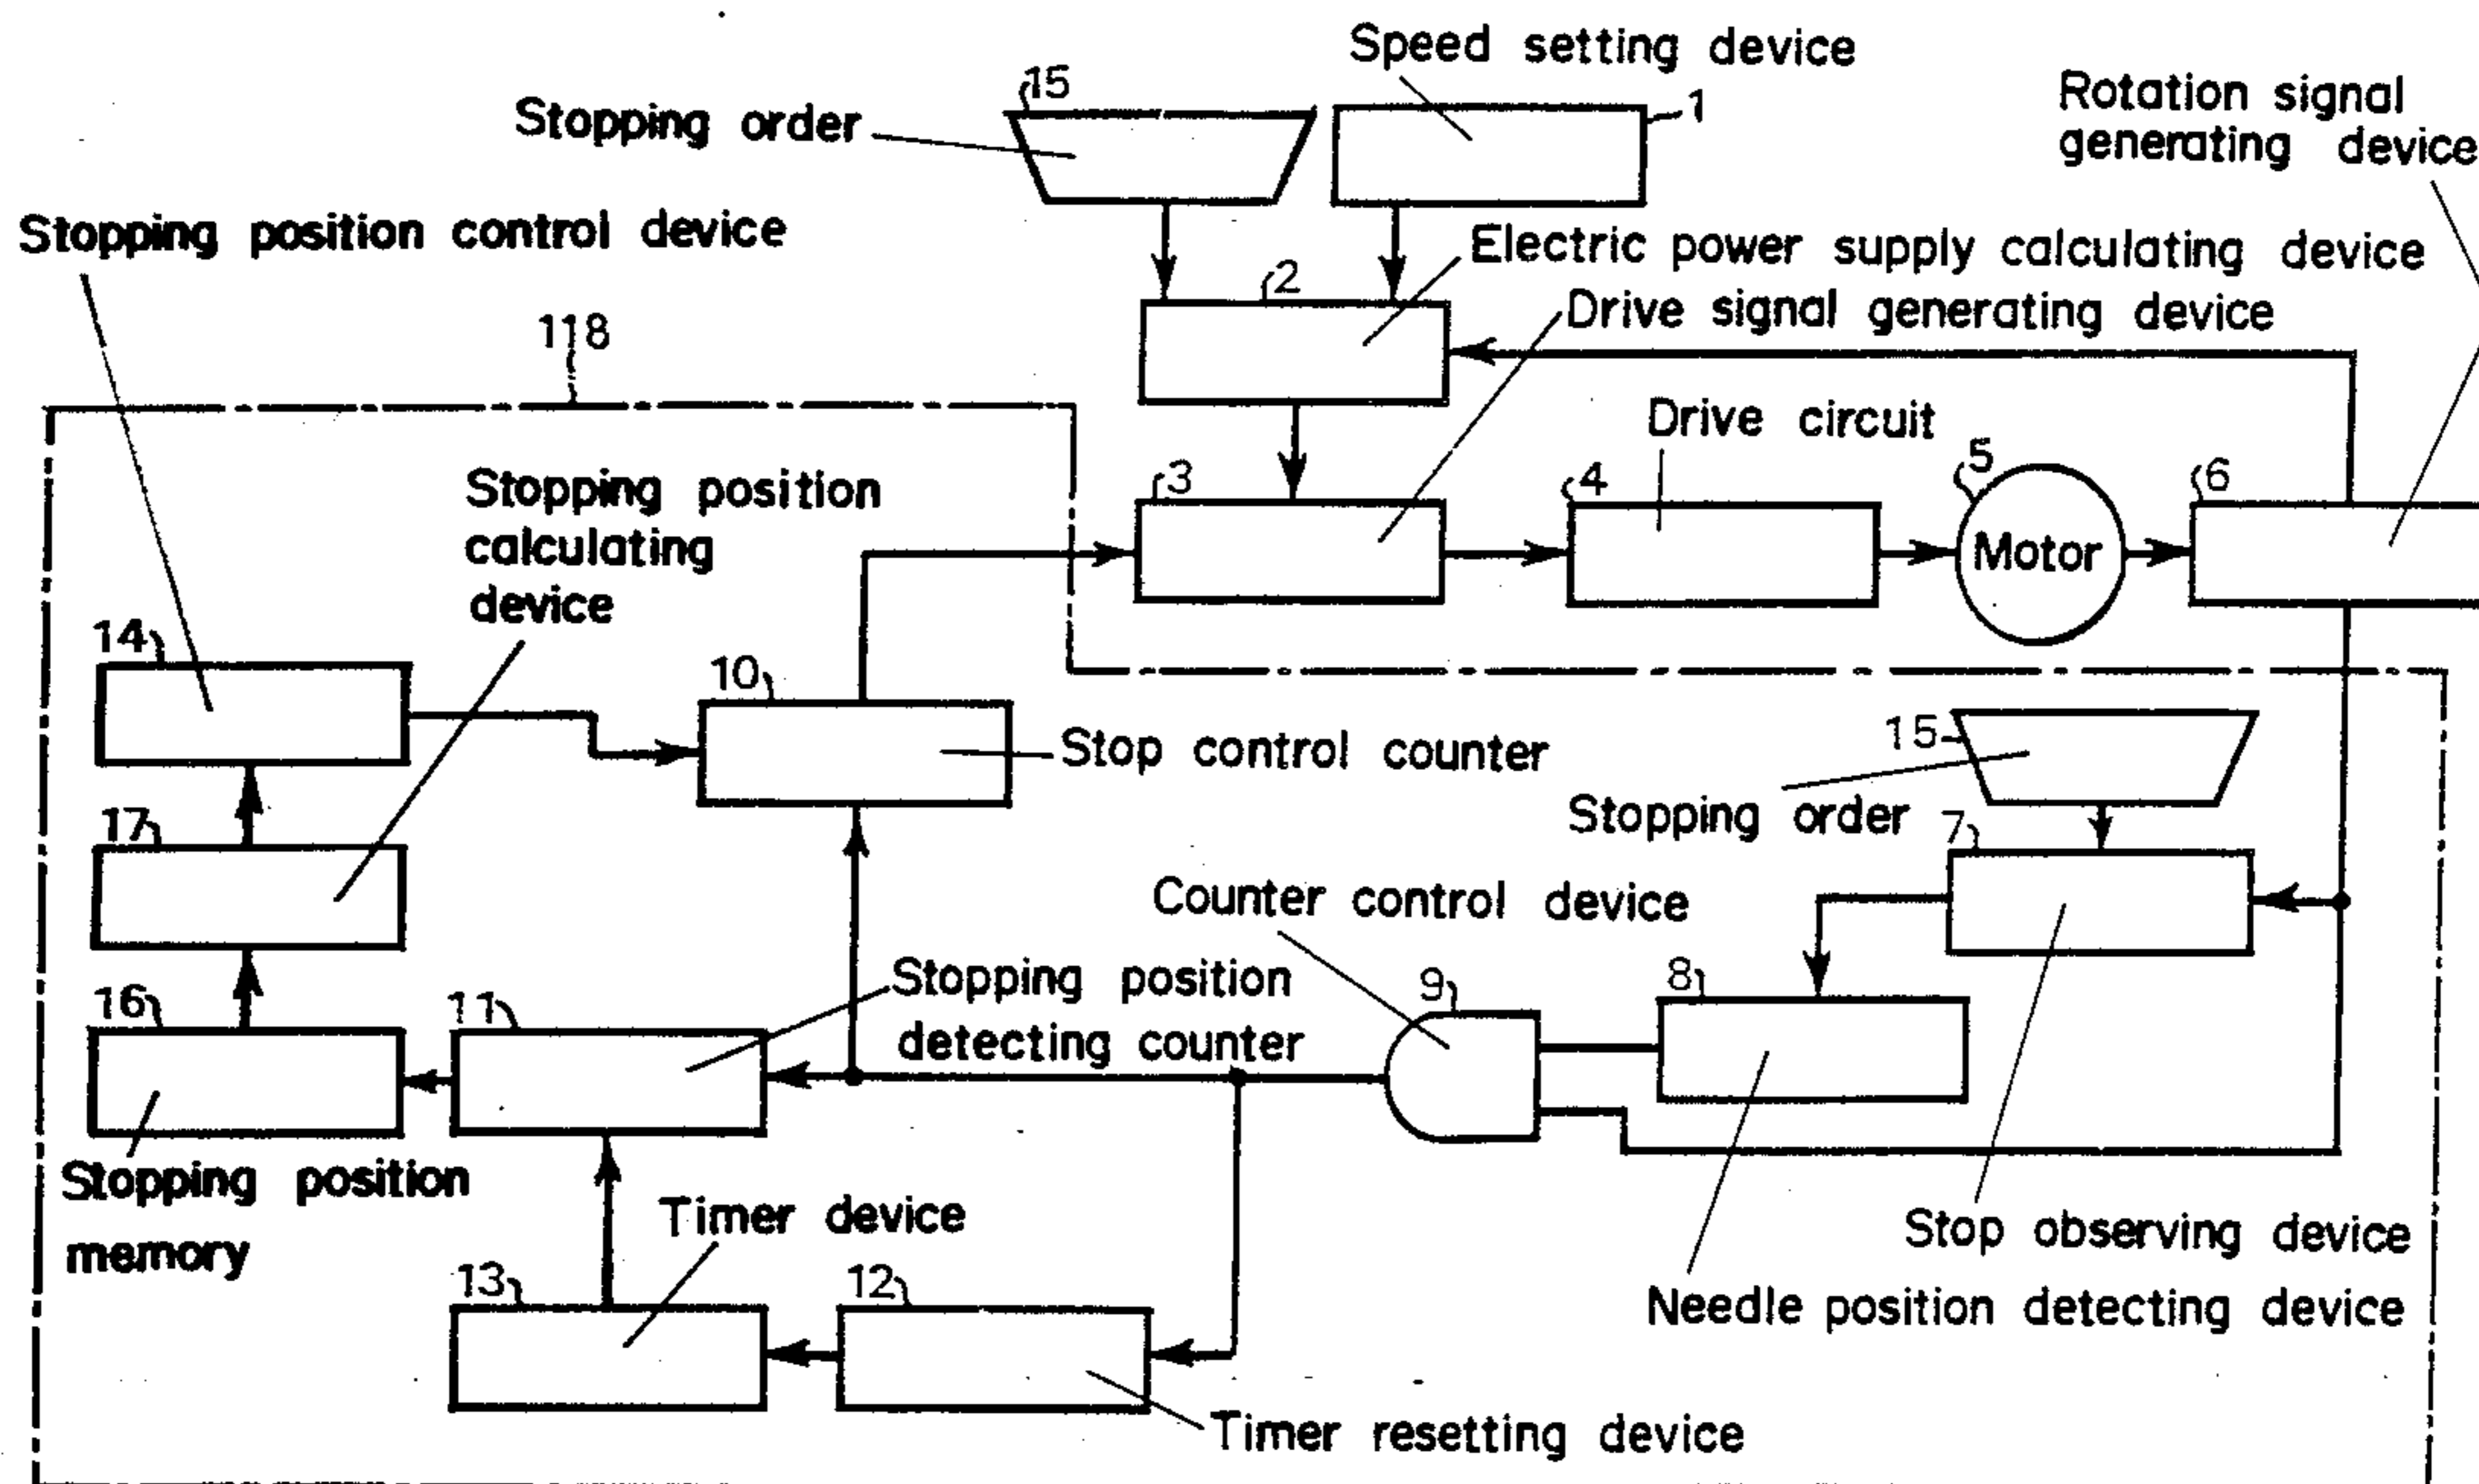 Speed setting device
15
1
Stopping order
Rotation signal
generating device
Stopping position control device
2
Electric power supply calculating device
Drive signal generating device
118
Drive circuit
Stopping position
calculating
device
3
4
5
6
Motor
14
10
15
Stop control counter
Stopping order
17
7
Counter control device
Stopping position
detecting counter
16
11
9
8
Stopping position
memory
Timer device
Stop observing device
13
12
Needle position detecting device
Timer resetting device